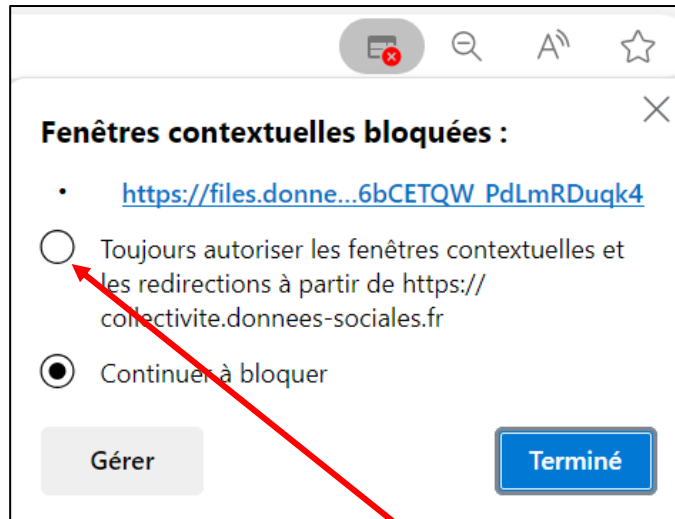 A
Fenêtres contextuelles bloquées :
• https://files.donne...6bCETQW_PdLmRDuqk4
Toujours autoriser les fenêtres contextuelles et
les redirections à partir de https://
collectivite.donnees-sociales.fr
Continuer à bloquer
Gérer
Terminé